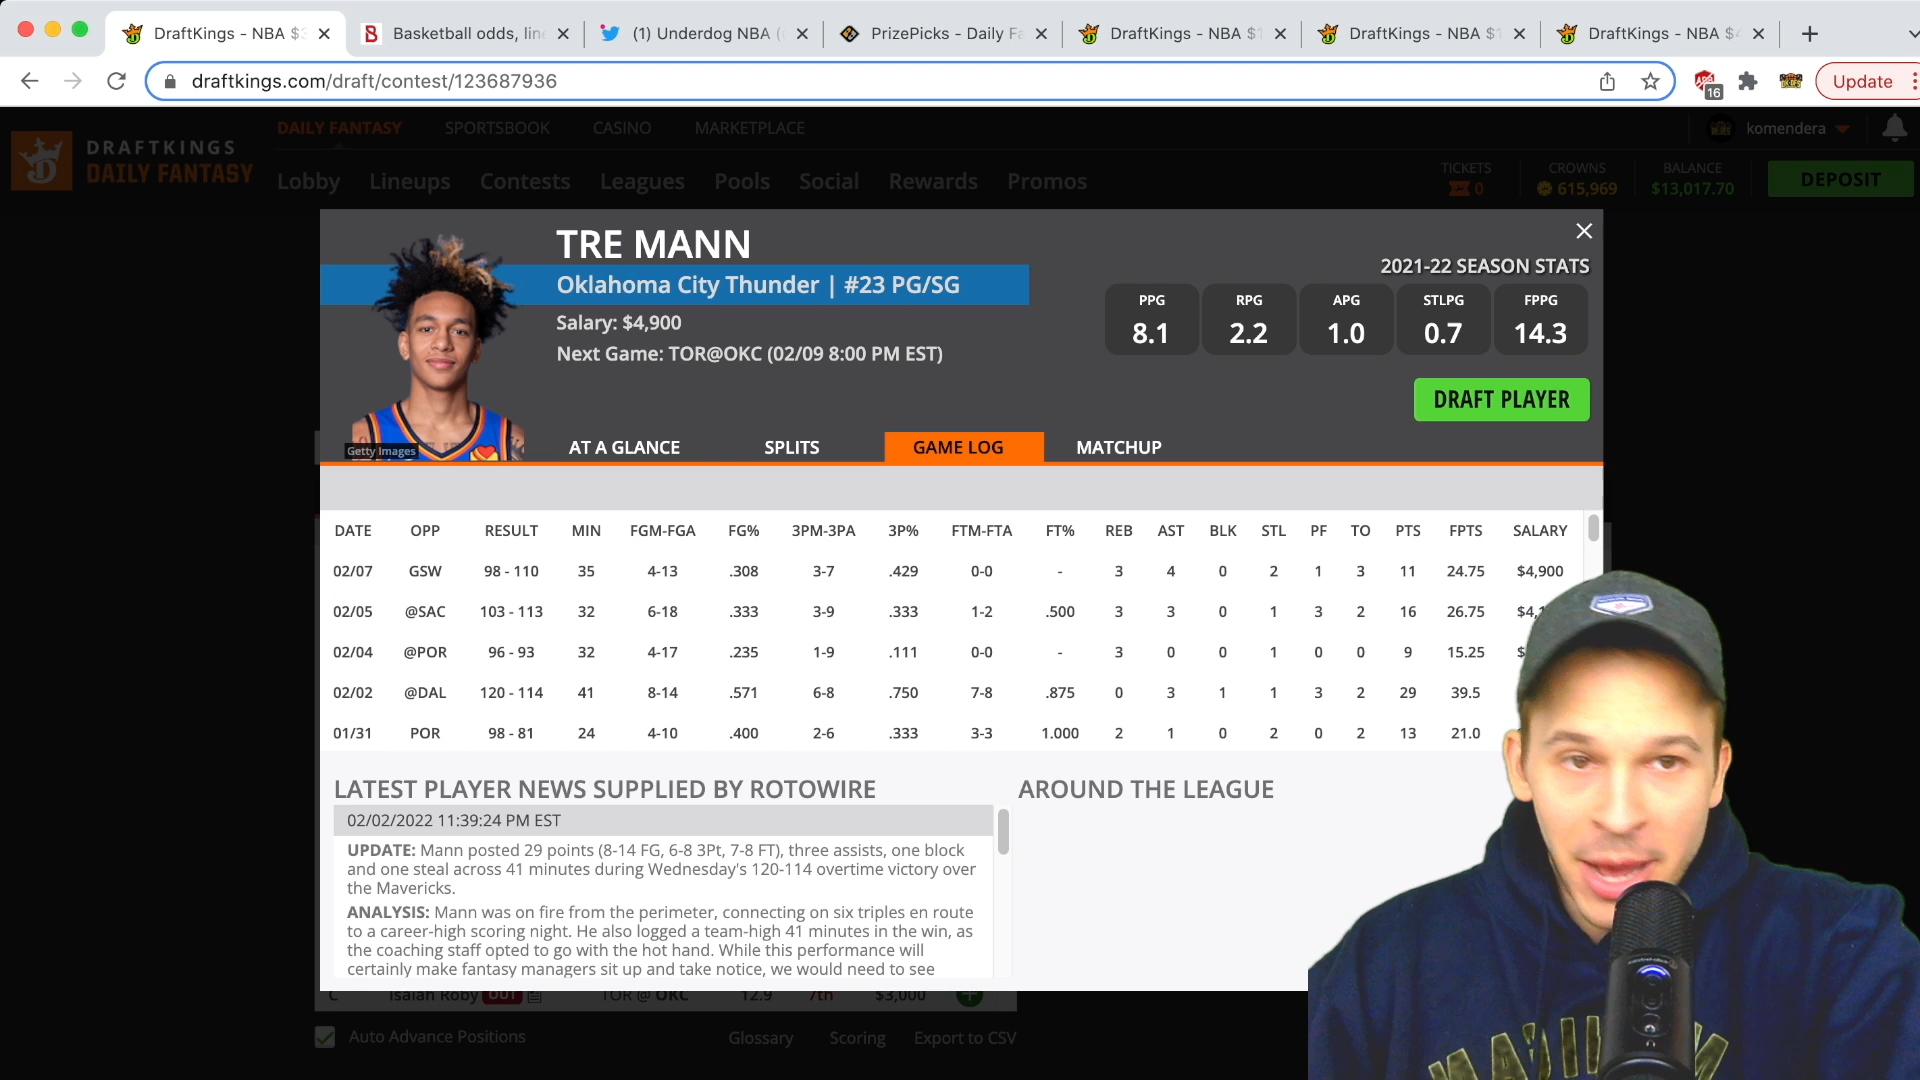 DraftKings - NBA $3
Basketball odds, line
(1) Underdog NBA (
PrizePicks - Daily Fa
DraftKings - NBA $1
DraftKings - NBA $1
DraftKings - NBA $
draftkings.com/draft/contest/123687936
16
Update
DRAFTKINGS
DAILY FANTASY
DAILY FANTASY SPORTSBOOK CASINO MARKETPLACE
komendera
Lobby Lineups Contests Leagues Pools Social Rewards Promos
TICKETS
0
CROWNS
615,969
BALANCE
$13,017.70
DEPOSIT
TRE MANN
Oklahoma City Thunder | #23 PG/SG
Salary: $4,900
Next Game: TOR@OKC (02/09 8:00 PM EST)
Getty Images
2021-22 SEASON STATS
PPG RPG APG STLPG FPPG
8.1 2.2 1.0 0.7 14.3
DRAFT PLAYER
AT A GLANCE SPLITS GAME LOG MATCHUP
DATE OPP RESULT MIN FGM-FGA FG% 3PM-3PA 3P% FTM-FTA FT% REB AST BLK STL PF TO PTS FPTS SALARY
02/07 GSW 98 - 110 35 4-13 .308 3-7 .429 0-0 - 3 4 0 2 1 3 11 24.75 $4,900
02/05 @SAC 103 - 113 32 6-18 .333 3-9 .333 1-2 .500 3 3 0 1 3 2 16 26.75 $4,
02/04 @POR 96 - 93 32 4-17 .235 1-9 .111 0-0 - 3 0 0 1 0 0 9 15.25 $
02/02 @DAL 120 - 114 41 8-14 .571 6-8 .750 7-8 .875 0 3 1 1 3 2 29 39.5
01/31 POR 98 - 81 24 4-10 .400 2-6 .333 3-3 1.000 2 1 0 2 0 2 13 21.0
LATEST PLAYER NEWS SUPPLIED BY ROTOWIRE
AROUND THE LEAGUE
02/02/2022 11:39:24 PM EST
UPDATE: Mann posted 29 points (8-14 FG, 6-8 3Pt, 7-8 FT), three assists, one block
and one steal across 41 minutes during Wednesday's 120-114 overtime victory over
the Mavericks.
ANALYSIS: Mann was on fire from the perimeter, connecting on six triples en route
to a career-high scoring night. He also logged a team-high 41 minutes in the win, as
the coaching staff opted to go with the hot hand. While this performance will
certainly make fantasy managers sit up and take notice, we would need to see
C Isaiah Roby OUT TOR @ OKC 12.9 7th $3,000
Auto Advance Positions
Glossary Scoring Export to CSV